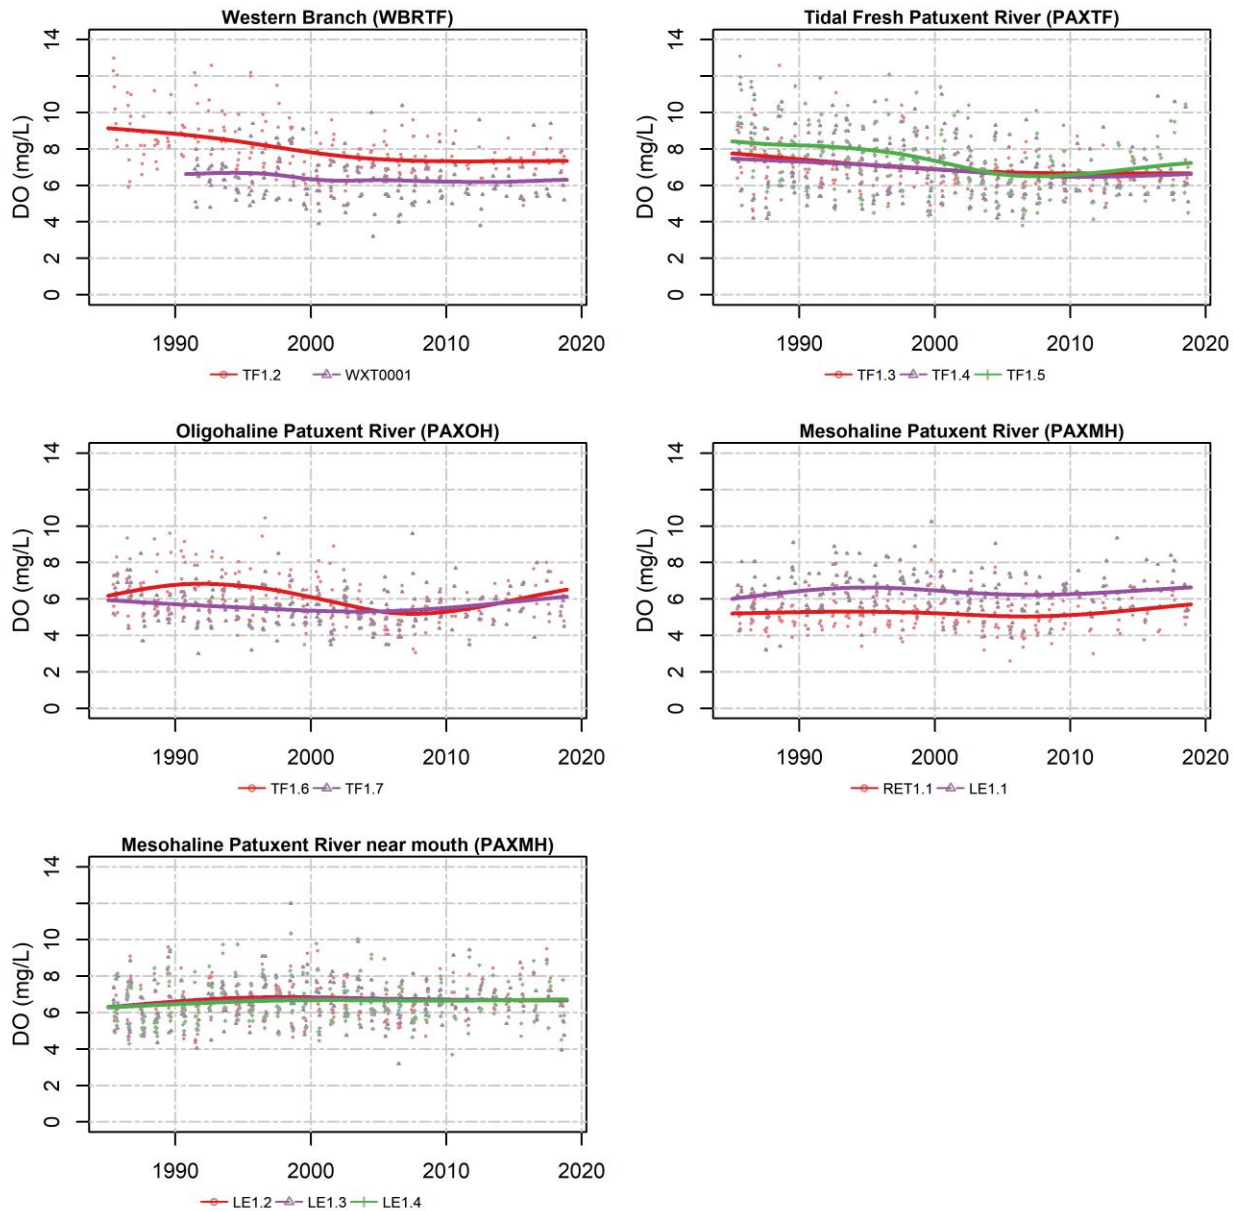 Western Branch (WBRTF)
DO (mg/L)
0 2 4 6 8 10 14
1990 2000 2010 2020
TF1.2 WXT0001
Tidal Fresh Patuxent River (PAXTF)
DO (mg/L)
0 2 4 6 8 10 14
1990 2000 2010 2020
TF1.3 TF1.4 TF1.5
Oligohaline Patuxent River (PAXOH)
DO (mg/L)
0 2 4 6 8 10 14
1990 2000 2010 2020
TF1.6 TF1.7
Mesohaline Patuxent River (PAXMH)
DO (mg/L)
0 2 4 6 8 10 14
1990 2000 2010 2020
RET1.1 LE1.1
Mesohaline Patuxent River near mouth (PAXMH)
DO (mg/L)
0 2 4 6 8 10 14
1990 2000 2010 2020
LE1.2 LE1.3 LE1.4